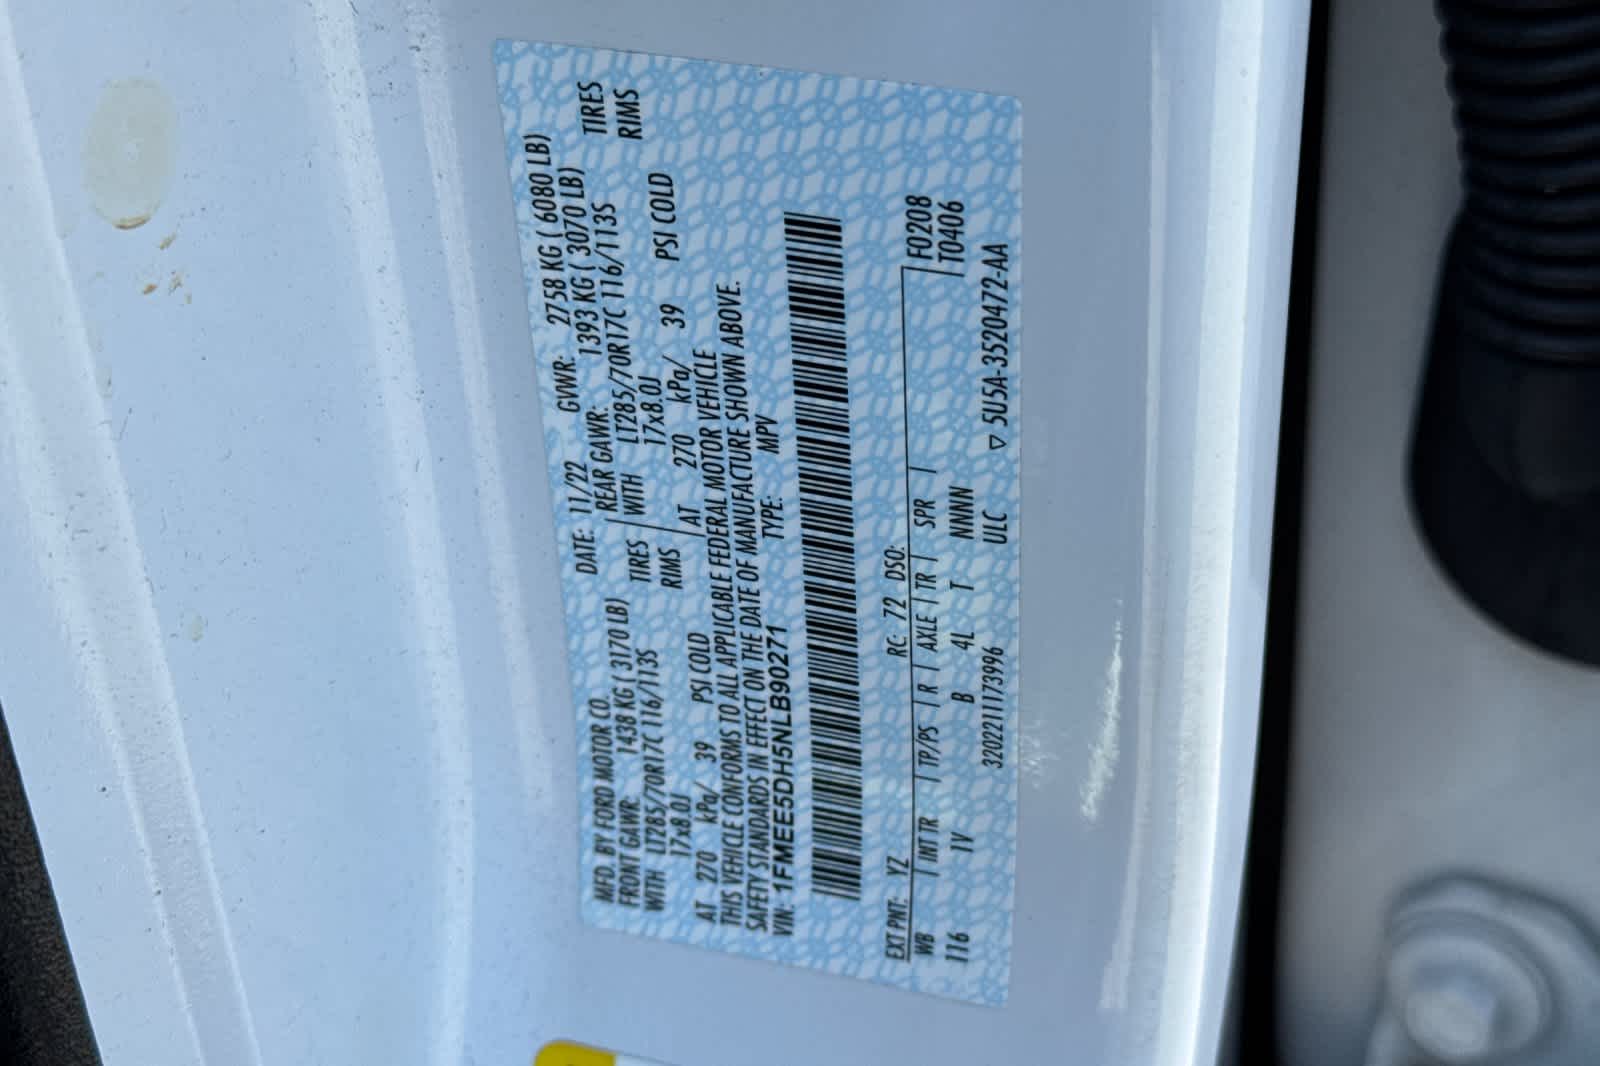 MFD. BY FORD MOTOR CO. DATE: 11/22 GVWR: 2758 KG ( 6080 LB)
FRONT GAWR: 1438 KG ( 3170 LB) REAR GAWR: 1393 KG ( 3070 LB)
WITH LT285/70R17C 116/113S TIRES WITH LT285/70R17C 116/113S TIRES
17x8.0J RIMS 17x8.0J RIMS
AT 270 kPa/ 39 PSI COLD AT 270 kPa/ 39 PSI COLD
THIS VEHICLE CONFORMS TO ALL APPLICABLE FEDERAL MOTOR VEHICLE
SAFETY STANDARDS IN EFFECT ON THE DATE OF MANUFACTURE SHOWN ABOVE.
VIN: 1FMEE5DH5NLB90271 TYPE: MPV
EXT PNT: YZ RC: 72 DSO: F0208
WB INT TR TP/PS R AXLE TR SPR T0406
116 1V B 4L T NNNN
3202211173996 ULC ▽ 5U5A-3520472-AA